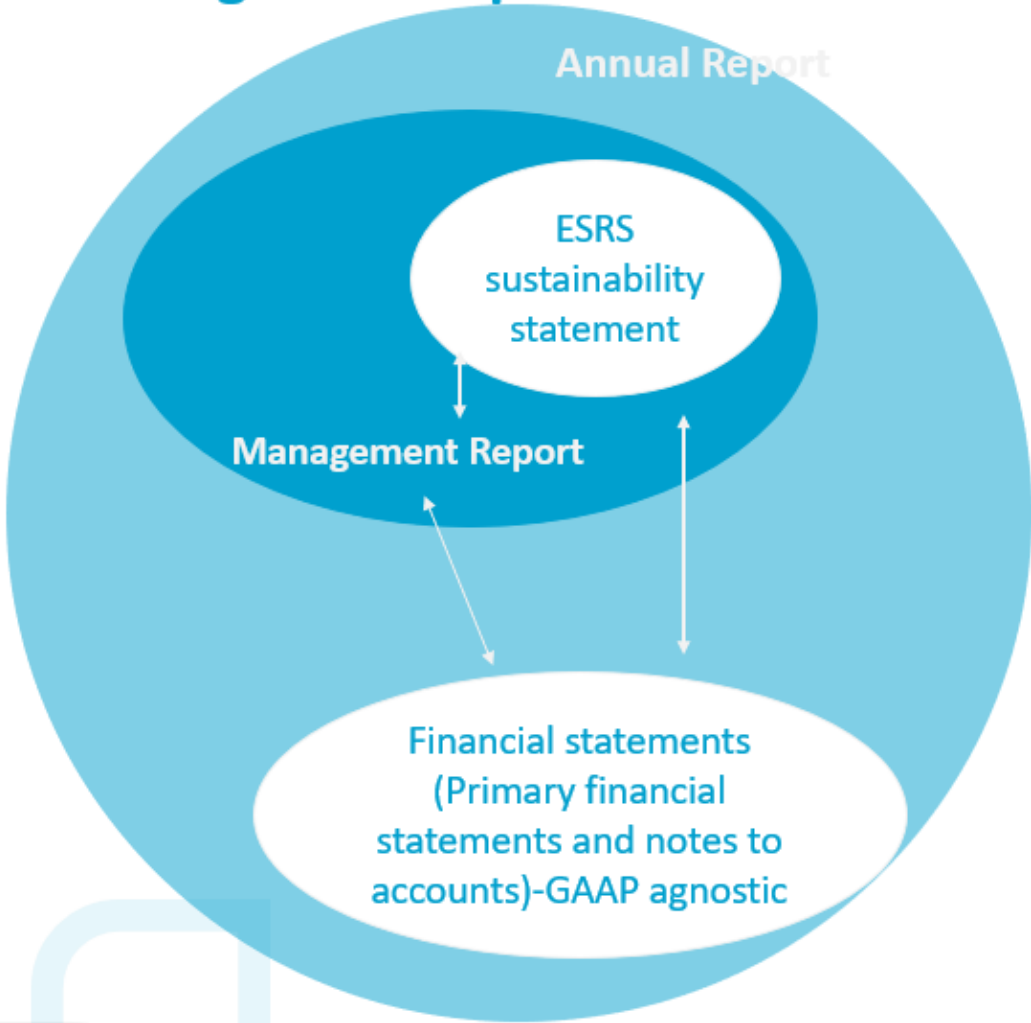 Annual Report
ESRS
sustainability
statement
Management Report
Financial statements
(Primary financial
statements and notes to
accounts)-GAAP agnostic